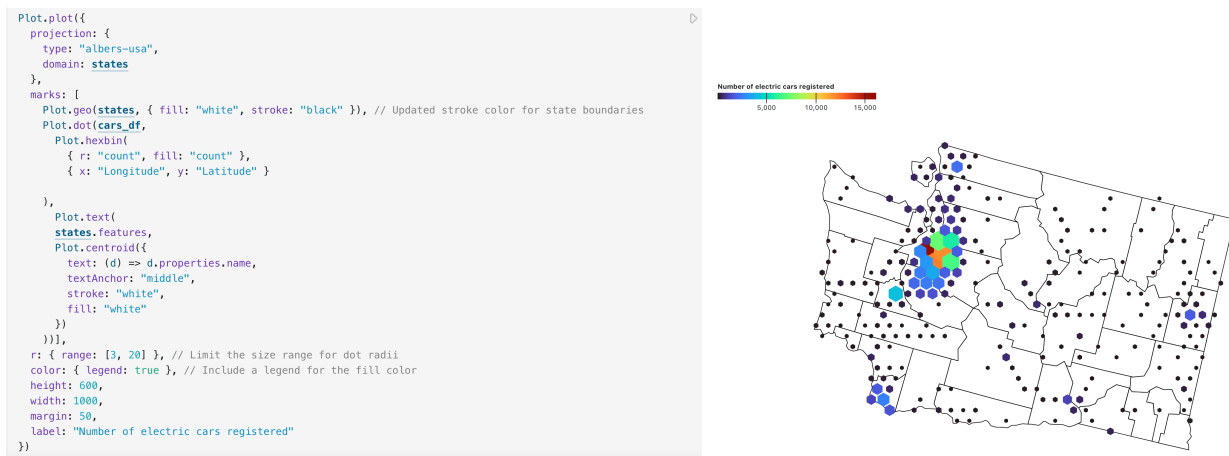 Plot.plot({
  projection: {
    type: "albers-usa",
    domain: states
  },
  marks: [
    Plot.geo(states, { fill: "white", stroke: "black" }), // Updated stroke color for state boundaries
    Plot.dot(cars_df,
      Plot.hexbin(
        { r: "count", fill: "count" },
        { x: "Longitude", y: "Latitude" }
    ),
      Plot.text(
      states.features,
      Plot.centroid({
        text: (d) => d.properties.name,
        textAnchor: "middle",
        stroke: "white",
        fill: "white"
      })
    ))],
  r: { range: [3, 20] }, // Limit the size range for dot radii
  color: { legend: true }, // Include a legend for the fill color
  height: 600,
  width: 1000,
  margin: 50,
  label: "Number of electric cars registered"
})
Number of electric cars registered
5,000 10,000 15,000